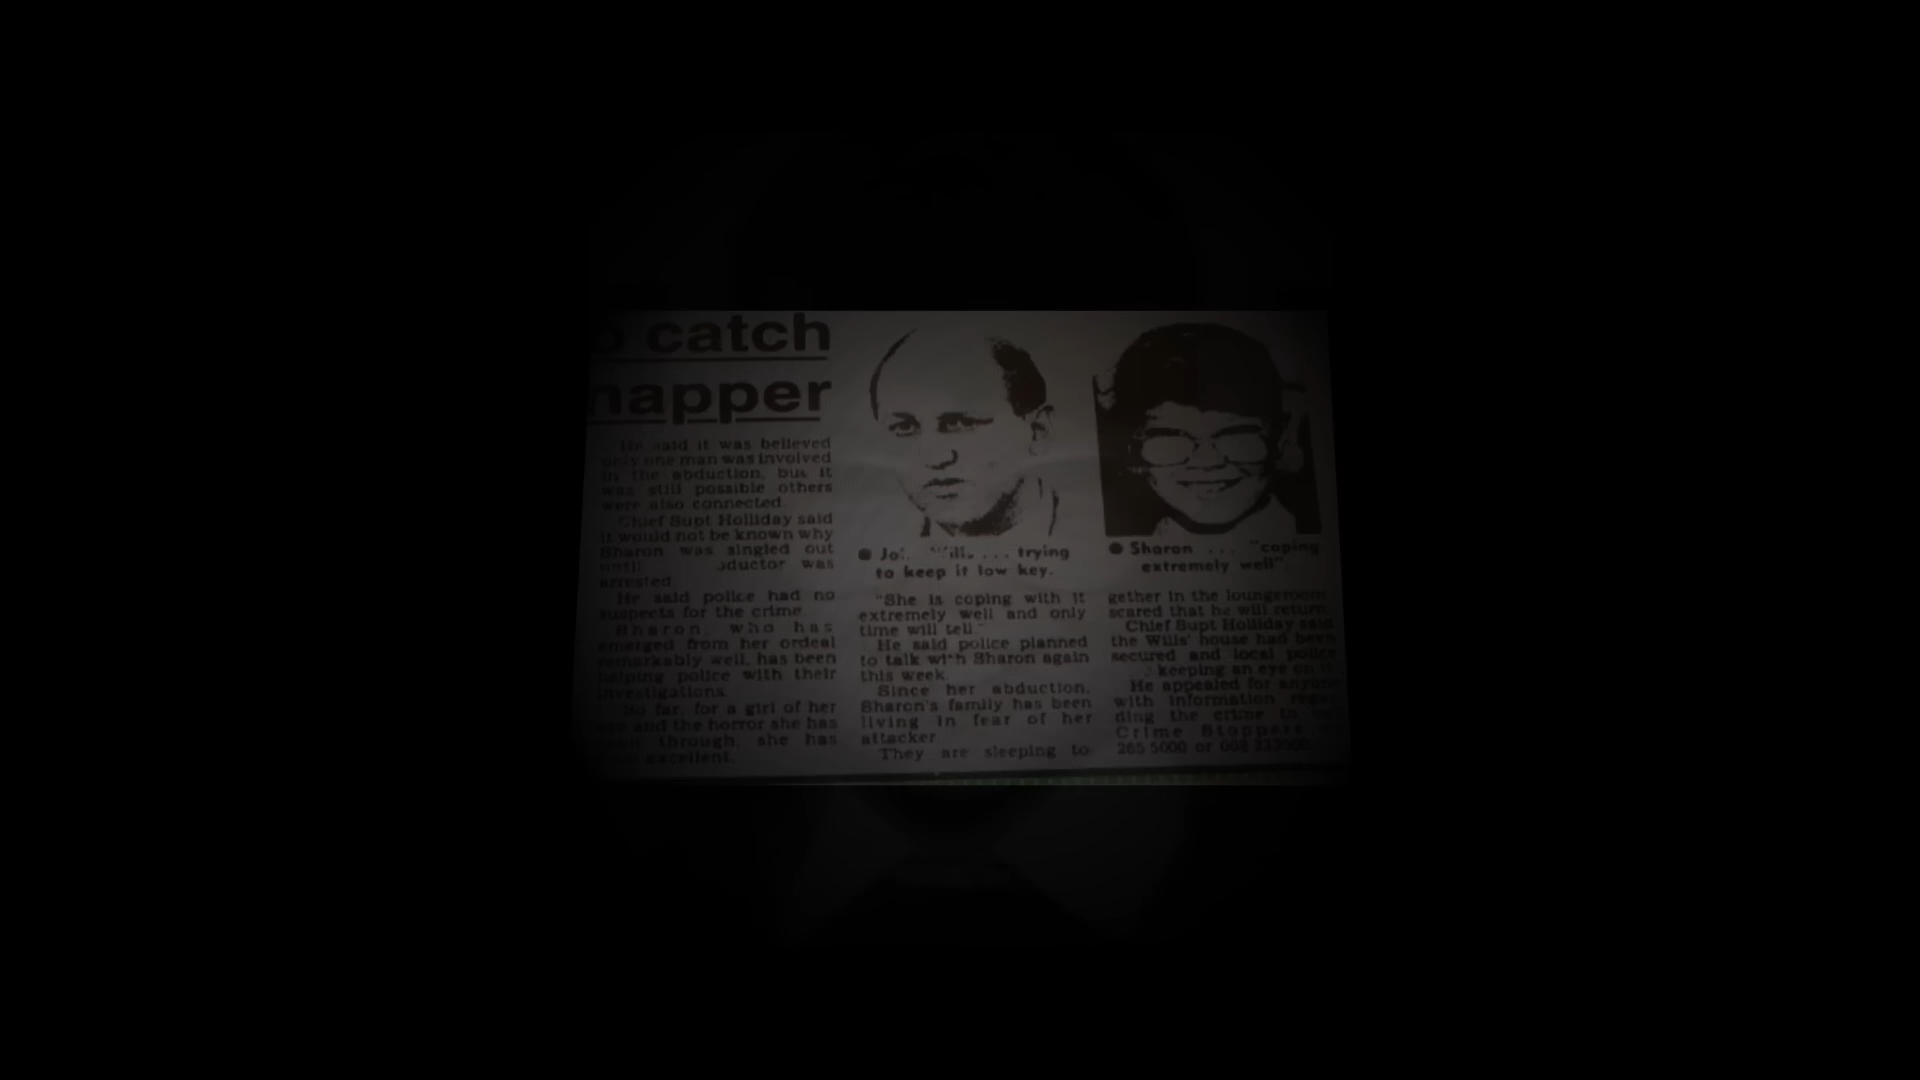 catch
napper
He said it was believed
only one man was involved
in the abduction, but it
was still possible others
were also connected.
Chief Supt Holliday said
it would not be known why
Sharon was singled out
until ductor was
arrested.
He said police had no
suspects for the crime.
Sharon, who has
emerged from her ordeal
remarkably well, has been
helping police with their
investigations.
So far, for a girl of her
and the horror she has
through, she has
excellent.
● trying
to keep it low key.
"She is coping with it
extremely well and only
time will tell."
He said police planned
to talk with Sharon again
this week.
Since her abduction,
Sharon's family has been
living in fear of her
attacker.
They are sleeping to-
● Sharon ... "coping
extremely well"
gether in the loungeroom
scared that he will return.
Chief Supt Holliday said
the Wills' house had been
secured and local police
keeping an eye on it.
He appealed for anyone
with information regar-
ding the crime to
Crime Stoppers
265 5000 or 008